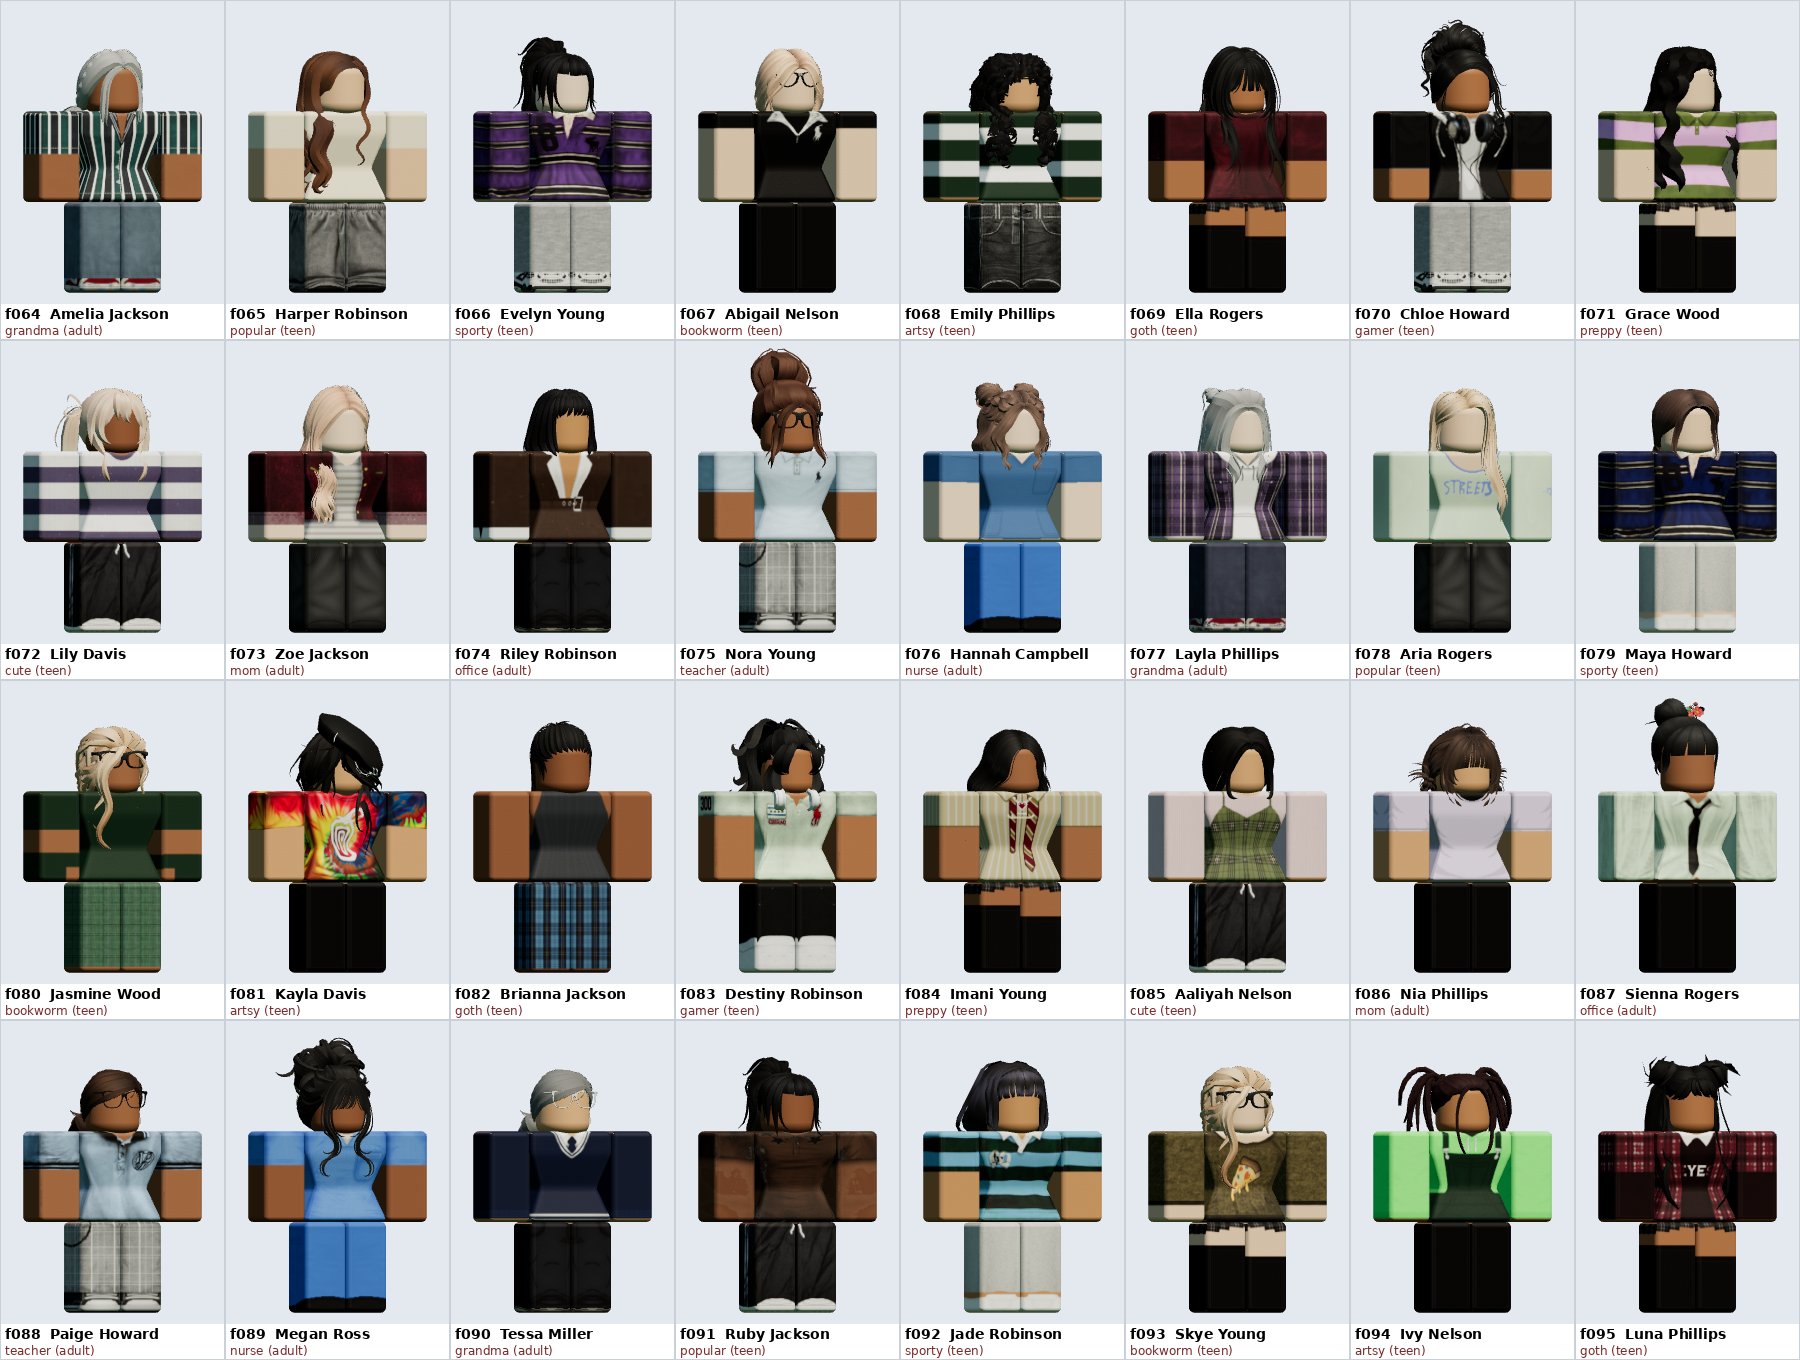 f064 Amelia Jackson
grandma (adult)
f065 Harper Robinson
popular (teen)
f066 Evelyn Young
sporty (teen)
f067 Abigail Nelson
bookworm (teen)
f068 Emily Phillips
artsy (teen)
f069 Ella Rogers
goth (teen)
f070 Chloe Howard
gamer (teen)
f071 Grace Wood
preppy (teen)
STREETS
f072 Lily Davis
cute (teen)
f073 Zoe Jackson
mom (adult)
f074 Riley Robinson
office (adult)
f075 Nora Young
teacher (adult)
f076 Hannah Campbell
nurse (adult)
f077 Layla Phillips
grandma (adult)
f078 Aria Rogers
popular (teen)
f079 Maya Howard
sporty (teen)
300
f080 Jasmine Wood
bookworm (teen)
f081 Kayla Davis
artsy (teen)
f082 Brianna Jackson
goth (teen)
f083 Destiny Robinson
gamer (teen)
f084 Imani Young
preppy (teen)
f085 Aaliyah Nelson
cute (teen)
f086 Nia Phillips
mom (adult)
f087 Sienna Rogers
office (adult)
f088 Paige Howard
teacher (adult)
f089 Megan Ross
nurse (adult)
f090 Tessa Miller
grandma (adult)
f091 Ruby Jackson
popular (teen)
f092 Jade Robinson
sporty (teen)
f093 Skye Young
bookworm (teen)
f094 Ivy Nelson
artsy (teen)
f095 Luna Phillips
goth (teen)